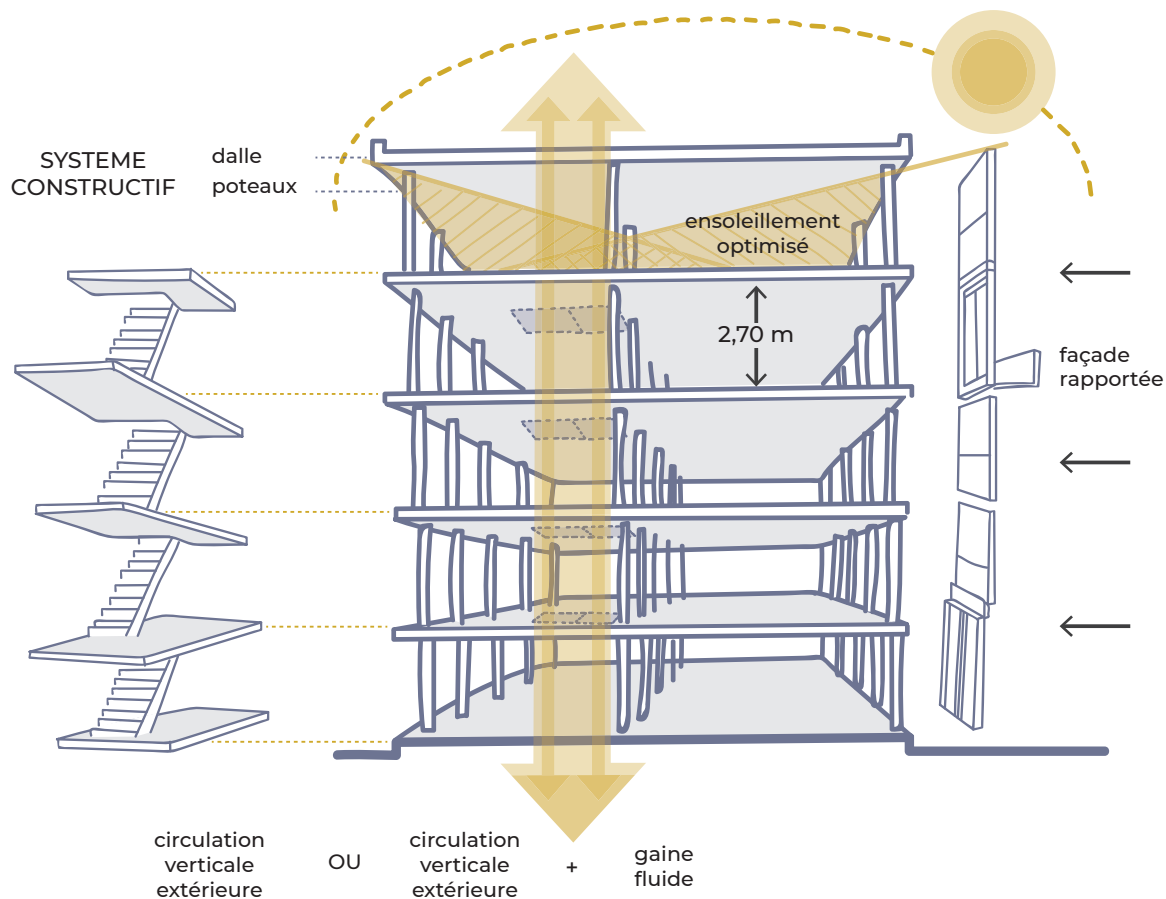 SYSTEME
CONSTRUCTIF
dalle
poteaux
ensoleillement
optimisé
2,70 m
façade
rapportée
circulation
verticale
extérieure
OU
circulation
verticale
extérieure
+
gaine
fluide